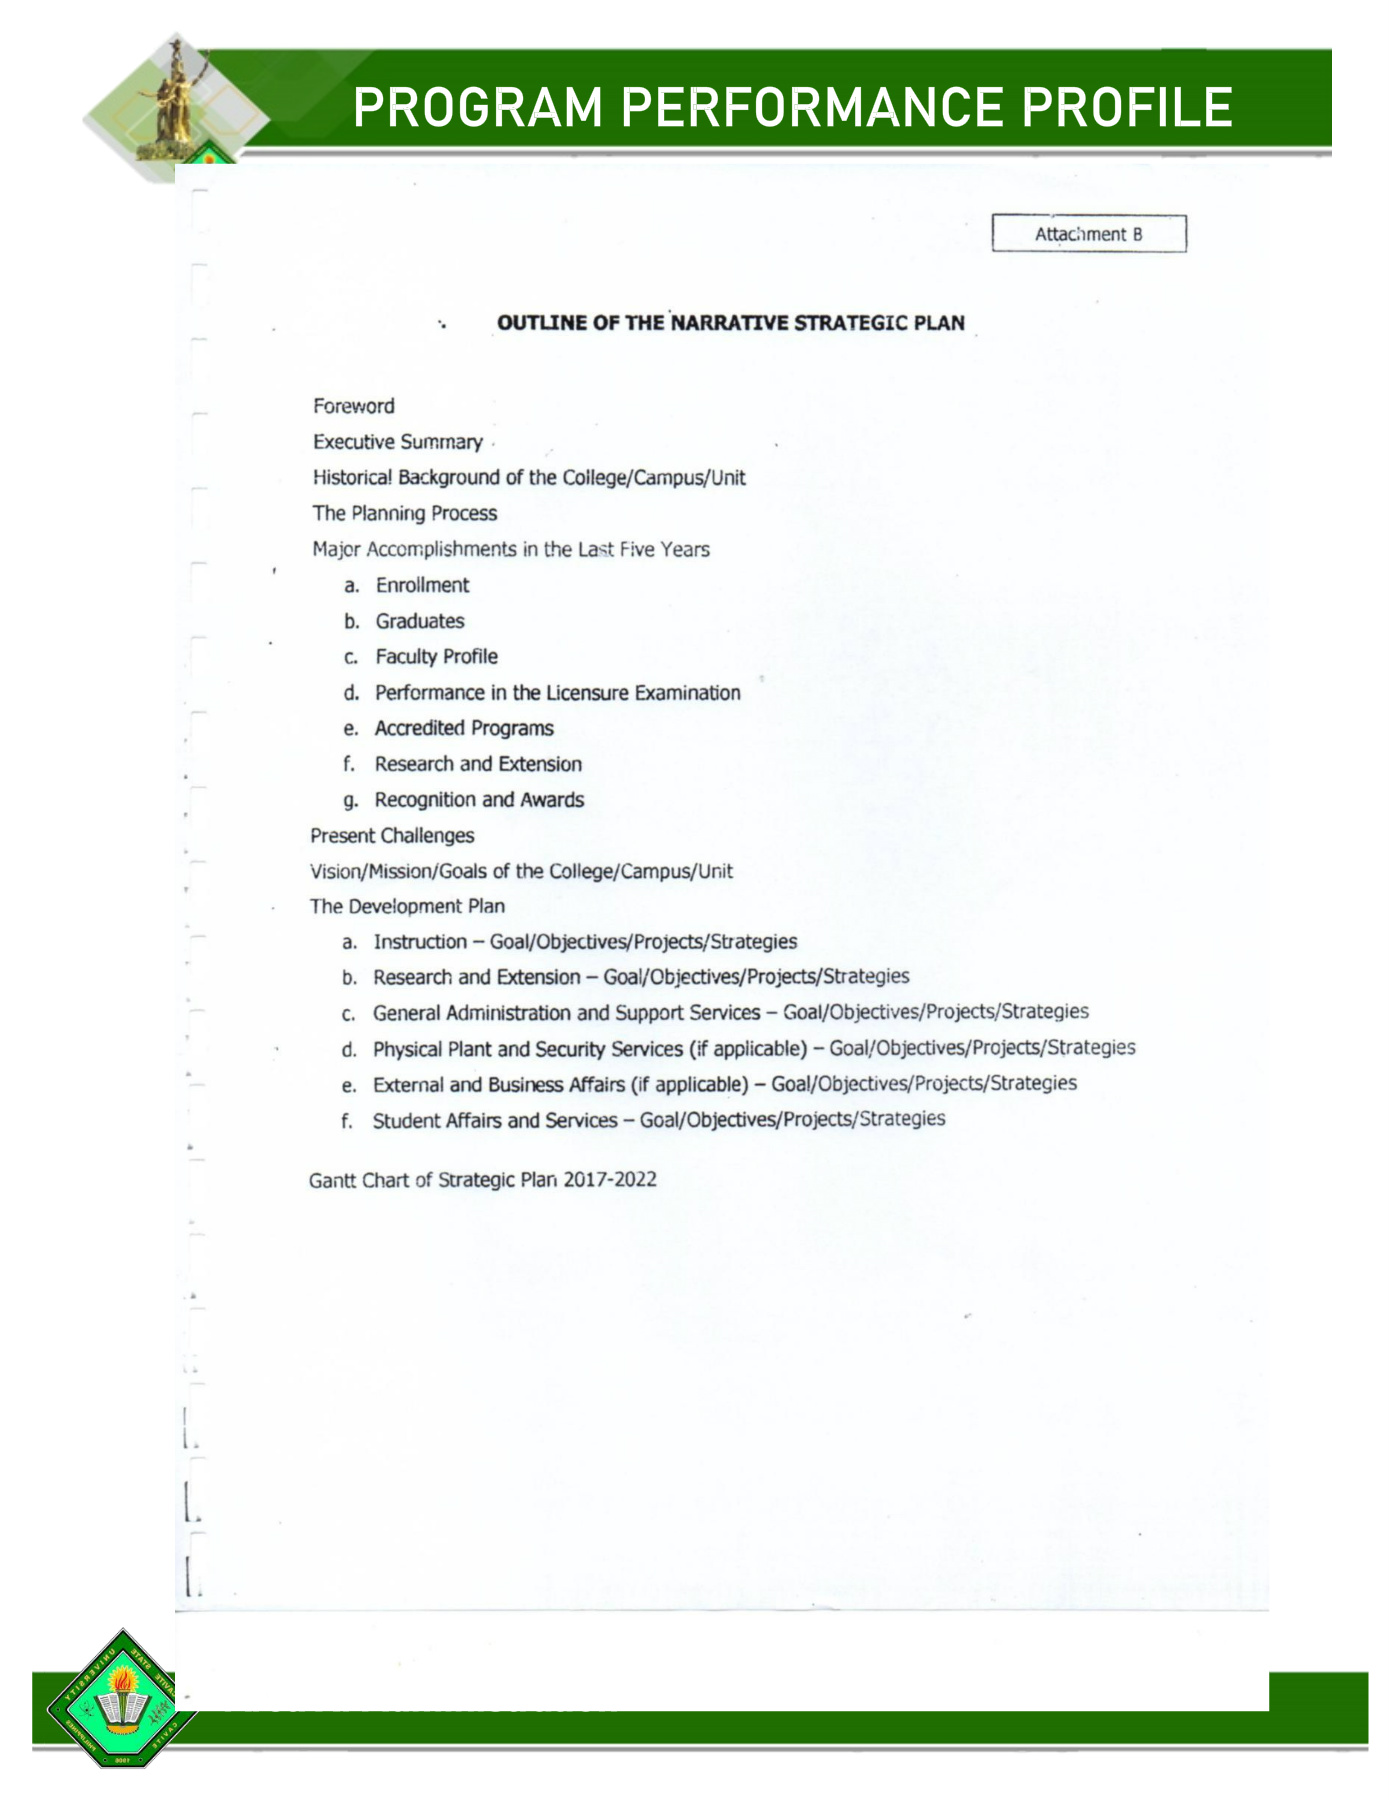 PROGRAM PERFORMANCE PROFILE
Attachment B
OUTLINE OF THE NARRATIVE STRATEGIC PLAN
Foreword
Executive Summary
Historical Background of the College/Campus/Unit
The Planning Process
Major Accomplishments in the Last Five Years
a. Enrollment
b. Graduates
c. Faculty Profile
d. Performance in the Licensure Examination
e. Accredited Programs
f. Research and Extension
g. Recognition and Awards
Present Challenges
Vision/Mission/Goals of the College/Campus/Unit
The Development Plan
a. Instruction – Goal/Objectives/Projects/Strategies
b. Research and Extension – Goal/Objectives/Projects/Strategies
c. General Administration and Support Services – Goal/Objectives/Projects/Strategies
d. Physical Plant and Security Services (if applicable) – Goal/Objectives/Projects/Strategies
e. External and Business Affairs (if applicable) – Goal/Objectives/Projects/Strategies
f. Student Affairs and Services – Goal/Objectives/Projects/Strategies
Gantt Chart of Strategic Plan 2017-2022